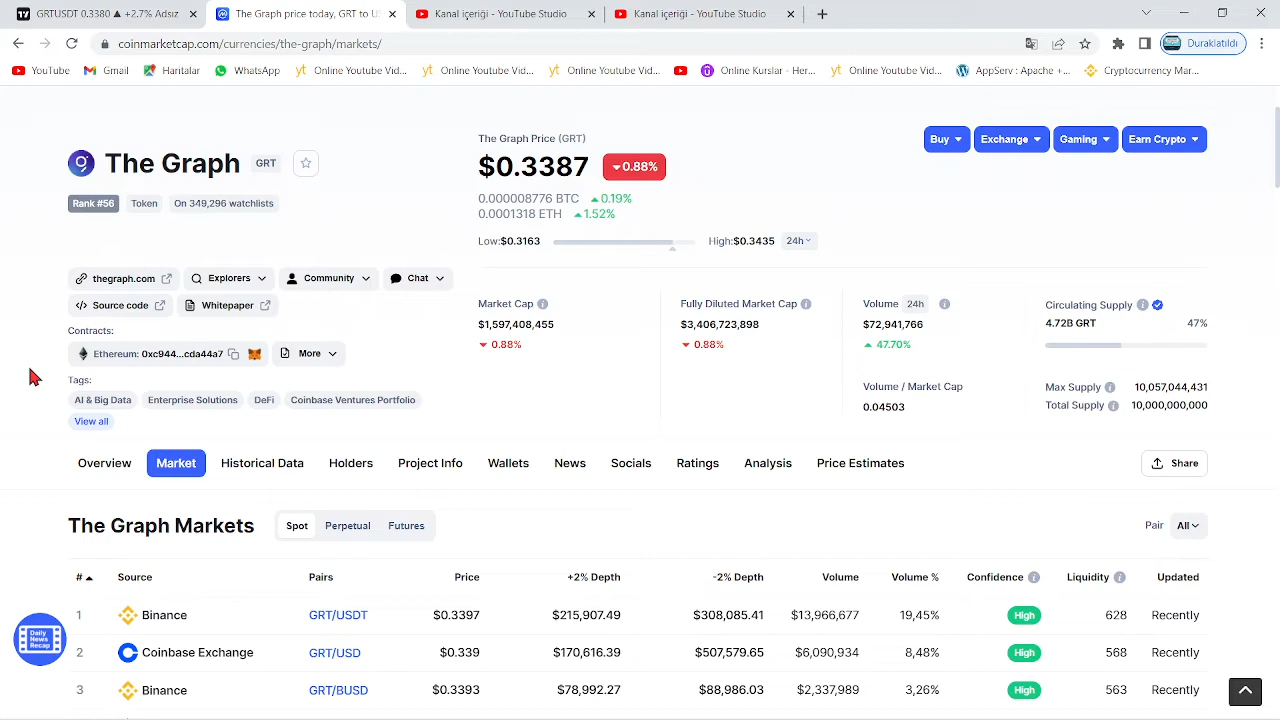 GRTUSDT 0.3380 ▲ +2.7% Adsız
The Graph price today, GRT to U
Kanal içeriği - YouTube Studio
Kanal içeriği - YouTube Studio
coinmarketcap.com/currencies/the-graph/markets/
Duraklatıldı
YouTube
Gmail
Haritalar
WhatsApp
Online Youtube Vid...
Online Youtube Vid...
Online Youtube Vid...
Online Kurslar - Her...
Online Youtube Vid...
AppServ : Apache +...
Cryptocurrency Mar...
The Graph GRT
Rank #56 Token On 349,296 watchlists
The Graph Price (GRT)
$0.3387 0.88%
0.000008776 BTC 0.19%
0.0001318 ETH 1.52%
Low:$0.3163 High:$0.3435 24h
Buy Exchange Gaming Earn Crypto
thegraph.com Explorers Community Chat
Source code Whitepaper
Contracts:
Ethereum: 0xc944...cda44a7 More
Tags:
AI & Big Data Enterprise Solutions DeFi Coinbase Ventures Portfolio
View all
Market Cap
$1,597,408,455
0.88%
Fully Diluted Market Cap
$3,406,723,898
0.88%
Volume 24h
$72,941,766
47.70%
Volume / Market Cap
0.04503
Circulating Supply
4.72B GRT 47%
Max Supply 10,057,044,431
Total Supply 10,000,000,000
Overview Market Historical Data Holders Project Info Wallets News Socials Ratings Analysis Price Estimates Share
The Graph Markets Spot Perpetual Futures Pair All
# Source Pairs Price +2% Depth -2% Depth Volume Volume % Confidence Liquidity Updated
1 Binance GRT/USDT $0.3397 $215,907.49 $308,085.41 $13,966,677 19,45% High 628 Recently
2 Coinbase Exchange GRT/USD $0.339 $170,616.39 $507,579.65 $6,090,934 8,48% High 568 Recently
3 Binance GRT/BUSD $0.3393 $78,992.27 $88,986.03 $2,337,989 3,26% High 563 Recently
Daily
News
Recap